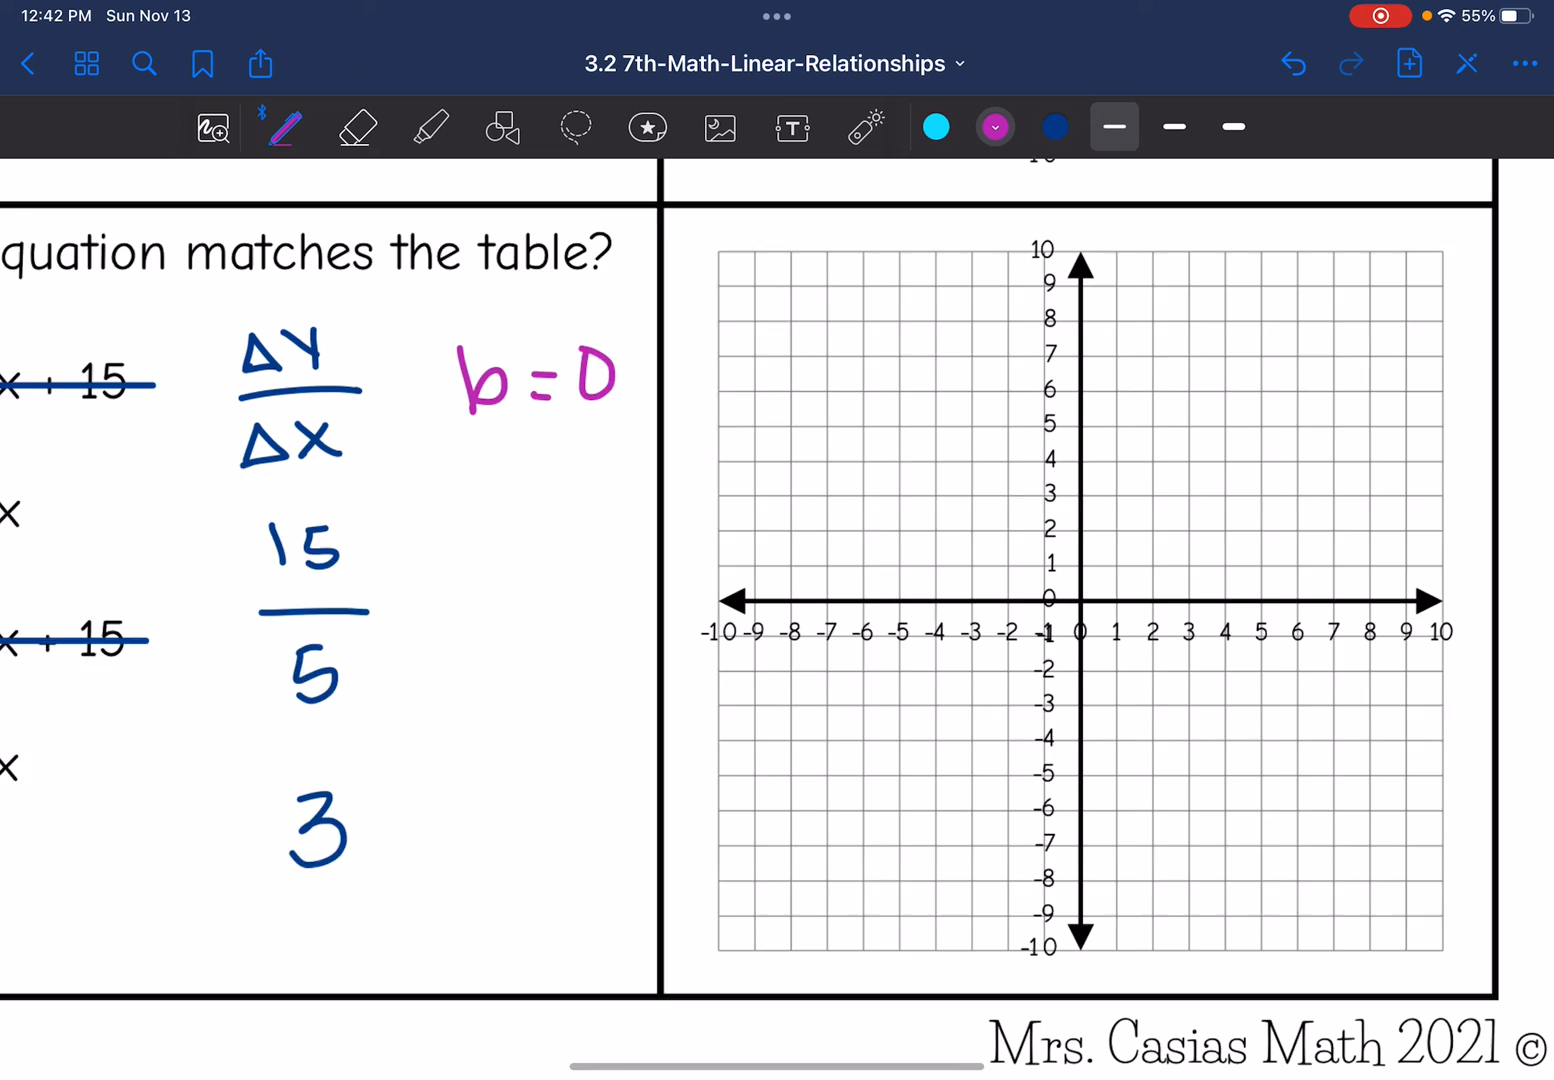 12:42 PM Sun Nov 13
55%
3.2 7th-Math-Linear-Relationships
T
10
quation matches the table?
x + 15
ΔY
ΔX
b = 0
x
15
5
x + 15
x
3
10
9
8
7
6
5
4
3
2
1
0
-10 -9 -8 -7 -6 -5 -4 -3 -2 -1 0 1 2 3 4 5 6 7 8 9 10
-1
-2
-3
-4
-5
-6
-7
-8
-9
-10
Mrs. Casias Math 2021 ©